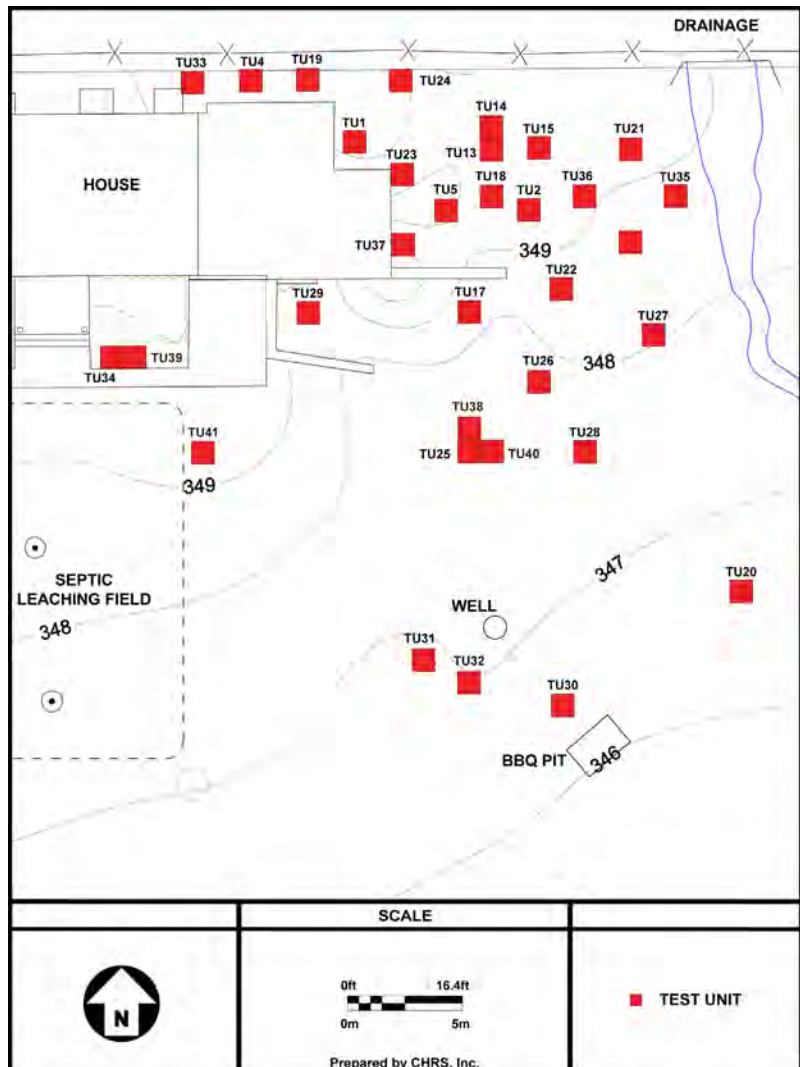 DRAINAGE
TU33
TU4
TU19
TU24
TU14
TU1
TU15
TU21
TU13
TU23
HOUSE
TU18
TU36
TU35
TU5
TU2
TU37
349
TU22
TU29
TU17
TU27
TU39
348
TU34
TU26
TU38
TU41
TU25
TU40
TU28
349
347
TU20
SEPTIC
LEACHING FIELD
WELL
348
TU31
TU32
TU30
BBQ PIT
346
SCALE
N
0ft 16.4ft
0m 5m
TEST UNIT
Prepared by CHRS, Inc.